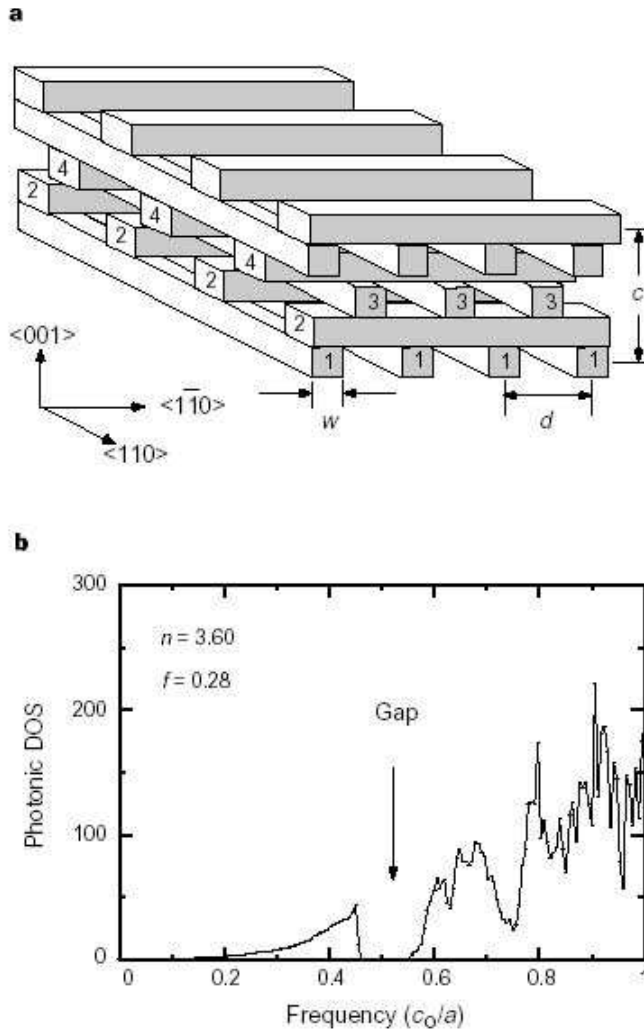 a
4
2
4
2
4
2
3 3 3
2
1 1 1 1
c
<001>
<11̅0>
<110>
w
d
b
300
n = 3.60
f = 0.28
Gap
200
Photonic DOS
100
0
0 0.2 0.4 0.6 0.8 1
Frequency (c₀/a)